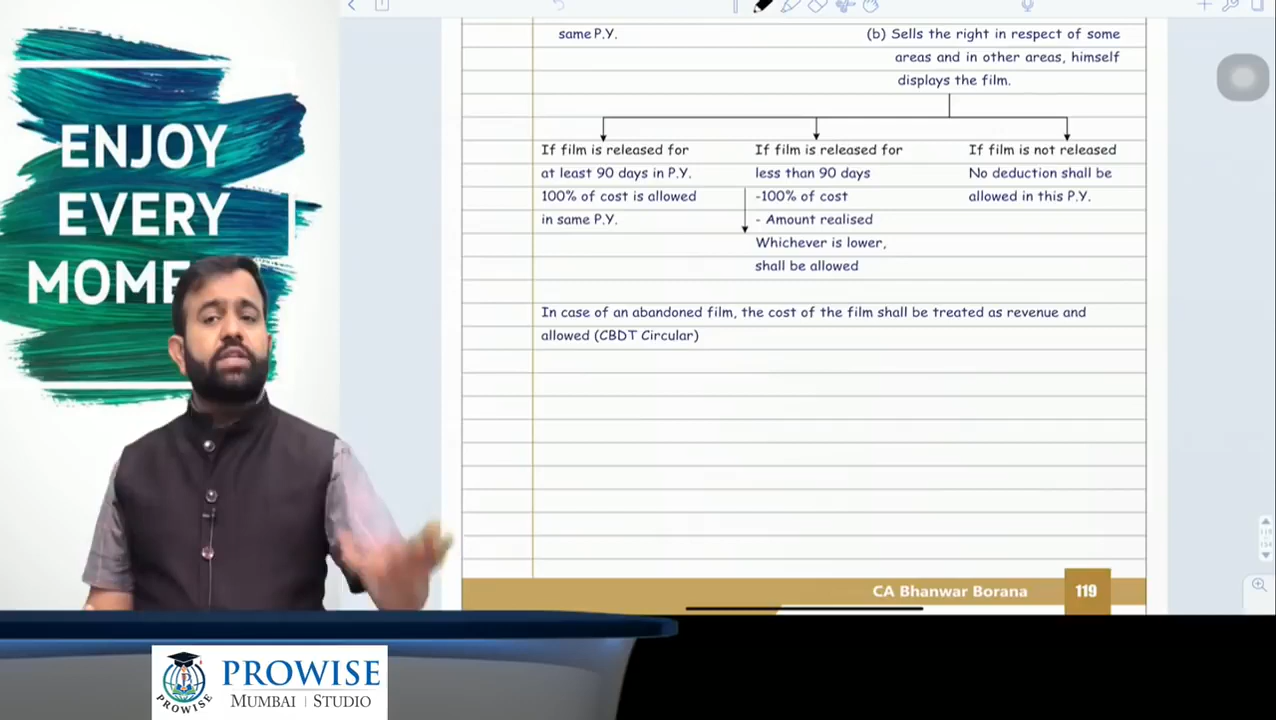 ENJOY
EVERY
MOME
same P.Y.
(b) Sells the right in respect of some
areas and in other areas, himself
displays the film.
If film is released for
at least 90 days in P.Y.
100% of cost is allowed
in same P.Y.
If film is released for
less than 90 days
-100% of cost
- Amount realised
Whichever is lower,
shall be allowed
If film is not released
No deduction shall be
allowed in this P.Y.
In case of an abandoned film, the cost of the film shall be treated as revenue and
allowed (CBDT Circular)
CA Bhanwar Borana
119
119
154
PROWISE
PROWISE
MUMBAI | STUDIO